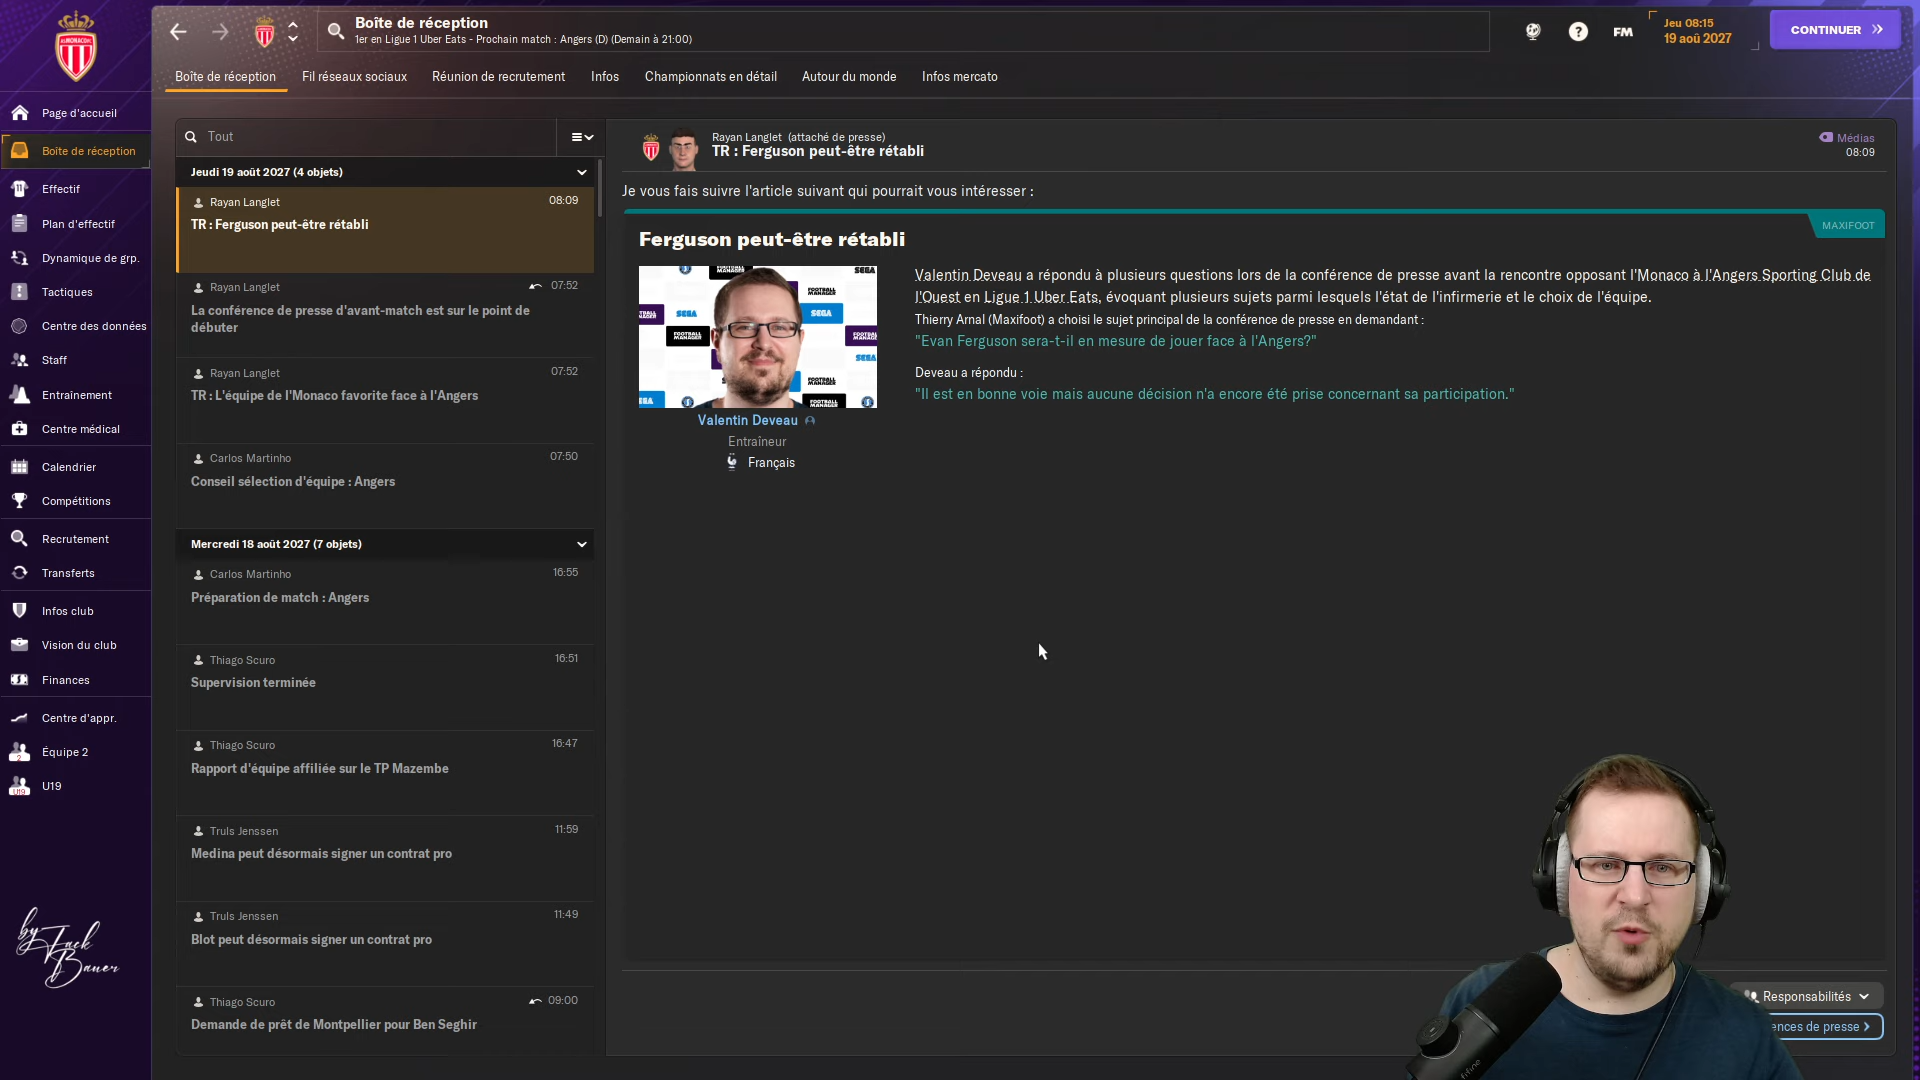 Boîte de réception
1er en Ligue 1 Uber Eats - Prochain match : Angers (D) (Demain à 21:00)
FM
Jeu 08:15
19 aoû 2027
CONTINUER
Boîte de réception
Fil réseaux sociaux
Réunion de recrutement
Infos
Championnats en détail
Autour du monde
Infos mercato
Page d'accueil
Boîte de réception
Effectif
Plan d'effectif
Dynamique de grp.
Tactiques
Centre des données
Staff
Entraînement
Centre médical
Calendrier
Compétitions
Recrutement
Transferts
Infos club
Vision du club
Finances
Centre d'appr.
Équipe 2
U19
by Jack
Bauer
Tout
Jeudi 19 août 2027 (4 objets)
Rayan Langlet 08:09
TR : Ferguson peut-être rétabli
Rayan Langlet 07:52
La conférence de presse d'avant-match est sur le point de
débuter
Rayan Langlet 07:52
TR : L'équipe de l'Monaco favorite face à l'Angers
Carlos Martinho 07:50
Conseil sélection d'équipe : Angers
Mercredi 18 août 2027 (7 objets)
Carlos Martinho 16:55
Préparation de match : Angers
Thiago Scuro 16:51
Supervision terminée
Thiago Scuro 16:47
Rapport d'équipe affiliée sur le TP Mazembe
Truls Jenssen 11:59
Medina peut désormais signer un contrat pro
Truls Jenssen 11:49
Blot peut désormais signer un contrat pro
Thiago Scuro 09:00
Demande de prêt de Montpellier pour Ben Seghir
Rayan Langlet (attaché de presse)
TR : Ferguson peut-être rétabli
Médias
08:09
Je vous fais suivre l'article suivant qui pourrait vous intéresser :
MAXIFOOT
Ferguson peut-être rétabli
SEGA
FOOTBALL MANAGER
Valentin Deveau
Entraîneur
Français
Valentin Deveau a répondu à plusieurs questions lors de la conférence de presse avant la rencontre opposant l'Monaco à l'Angers Sporting Club de
l'Ouest en Ligue 1 Uber Eats, évoquant plusieurs sujets parmi lesquels l'état de l'infirmerie et le choix de l'équipe.
Thierry Arnal (Maxifoot) a choisi le sujet principal de la conférence de presse en demandant :
"Evan Ferguson sera-t-il en mesure de jouer face à l'Angers?"
Deveau a répondu :
"Il est en bonne voie mais aucune décision n'a encore été prise concernant sa participation."
Responsabilités
ences de presse
fifine